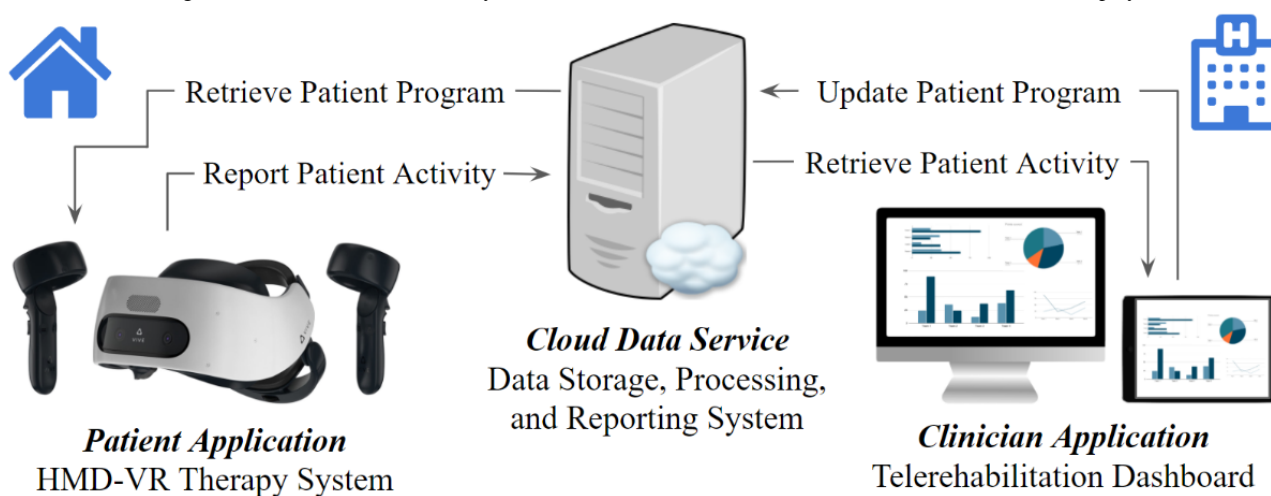 Retrieve Patient Program
Update Patient Program
Report Patient Activity
Retrieve Patient Activity
vive
Cloud Data Service
Data Storage, Processing,
and Reporting System
Patient Application
HMD-VR Therapy System
Clinician Application
Telerehabilitation Dashboard
H